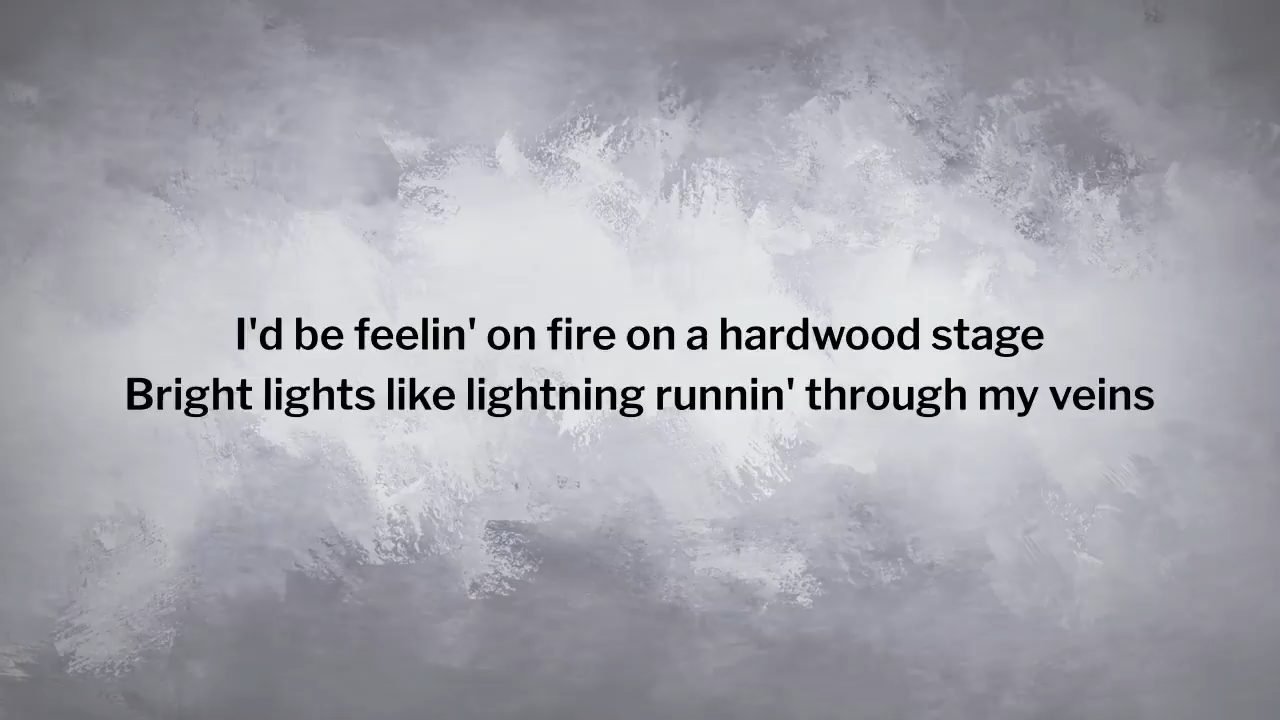 I'd be feelin' on fire on a hardwood stage
Bright lights like lightning runnin' through my veins